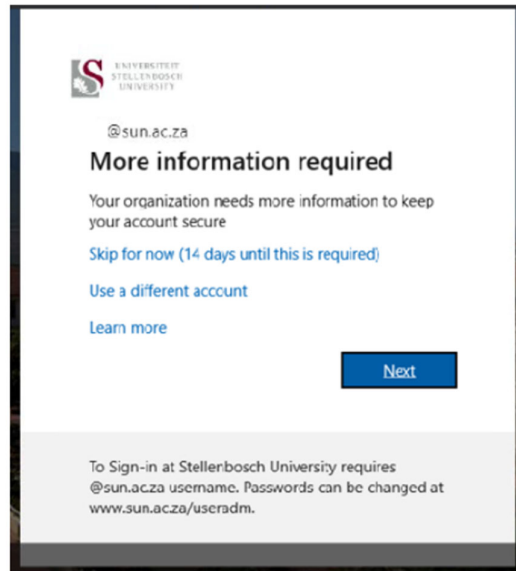 UNIVERSITEIT
STELLENBOSCH
UNIVERSITY
@sun.ac.za
More information required
Your organization needs more information to keep
your account secure
Skip for now (14 days until this is required)
Use a different account
Learn more
Next
To Sign-in at Stellenbosch University requires
@sun.ac.za username. Passwords can be changed at
www.sun.ac.za/useradm.